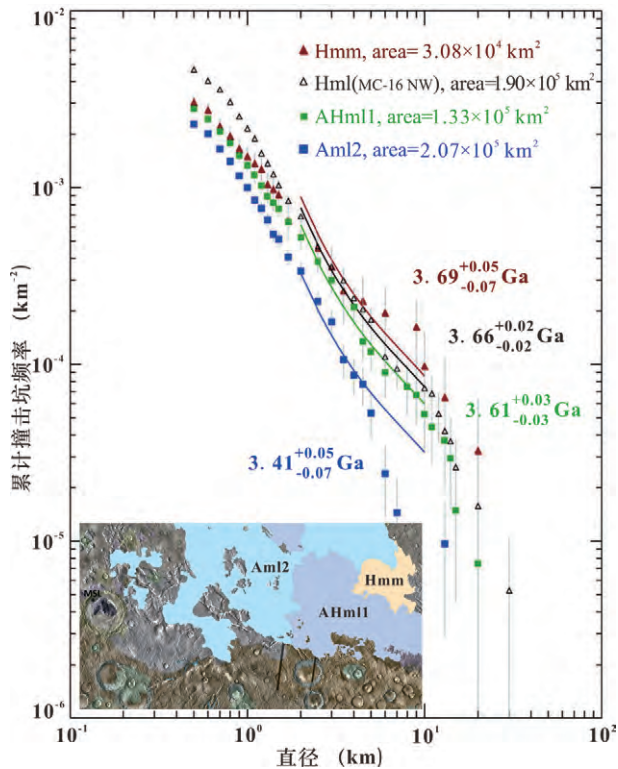 10⁻²
Hmm, area=3.08×10⁴ km²
Hml(MC-16 NW), area=1.90×10⁵ km²
AHml1, area=1.33×10⁵ km²
Aml2, area=2.07×10⁵ km²
10⁻³
3.69+0.05-0.07 Ga
3.66+0.02-0.02 Ga
10⁻⁴
3.61+0.03-0.03 Ga
3.41+0.05-0.07 Ga
累计撞击坑频率 (km⁻²)
10⁻⁵
Aml2
Hmm
MSL
AHml1
10⁻⁶
10⁻¹ 10⁰ 10¹ 10²
直径 (km)